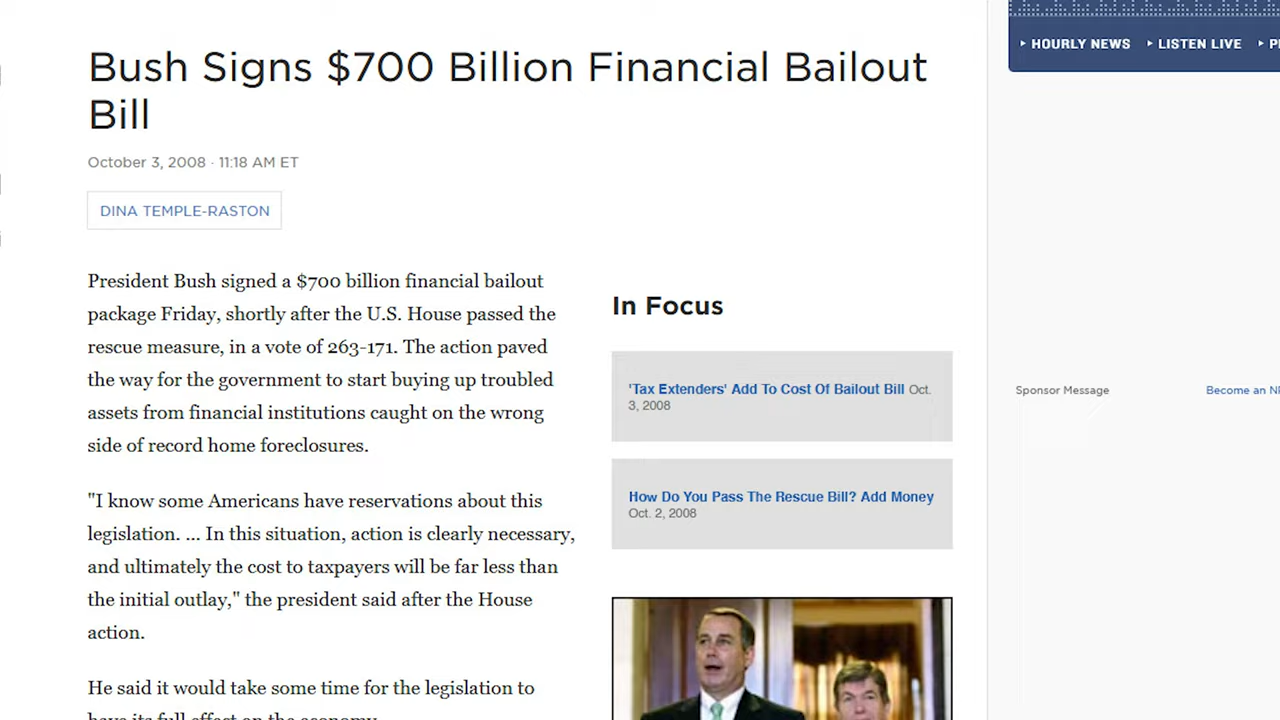 HOURLY NEWS LISTEN LIVE
Bush Signs $700 Billion Financial Bailout
Bill
October 3, 2008 · 11:18 AM ET
DINA TEMPLE-RASTON
President Bush signed a $700 billion financial bailout
package Friday, shortly after the U.S. House passed the
rescue measure, in a vote of 263-171. The action paved
the way for the government to start buying up troubled
assets from financial institutions caught on the wrong
side of record home foreclosures.
"I know some Americans have reservations about this
legislation. ... In this situation, action is clearly necessary,
and ultimately the cost to taxpayers will be far less than
the initial outlay," the president said after the House
action.
He said it would take some time for the legislation to
have its full effect on the economy.
In Focus
'Tax Extenders' Add To Cost Of Bailout Bill Oct.
3, 2008
How Do You Pass The Rescue Bill? Add Money
Oct. 2, 2008
Sponsor Message
Become an